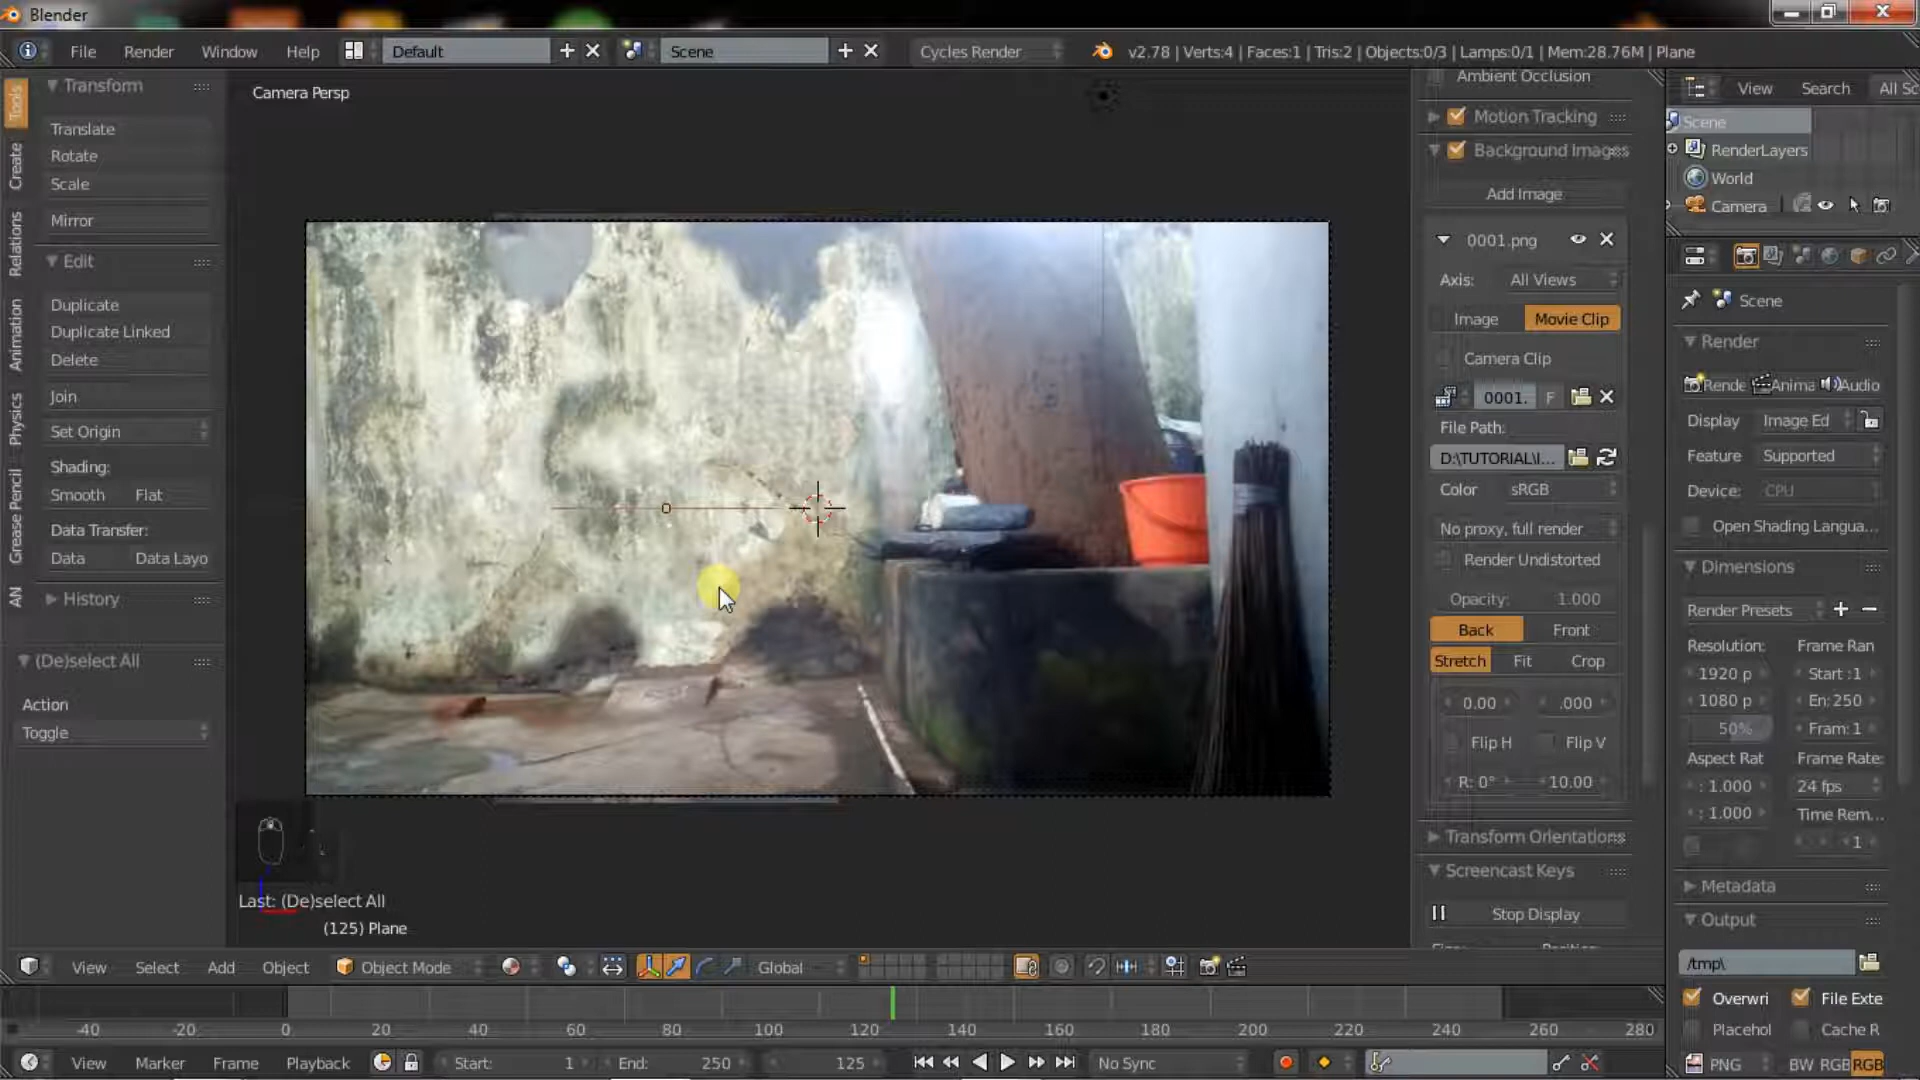 Blender
File Render Window Help Default Scene Cycles Render v2.78 | Verts:4 | Faces:1 | Tris:2 | Objects:0/3 | Lamps:0/1 | Mem:28.76M | Plane
Tools
Create
Relations
Animation
Physics
Grease Pencil
AN
Transform
Translate
Rotate
Scale
Mirror
Edit
Duplicate
Duplicate Linked
Delete
Join
Set Origin
Shading:
Smooth Flat
Data Transfer:
Data Data Layo
History
(De)select All
Action
Toggle
Camera Persp
Last: (De)select All
(125) Plane
Ambient Occlusion
Motion Tracking
Background Images
Add Image
0001.png
Axis: All Views
Image Movie Clip
Camera Clip
0001. F
File Path:
D:\TUTORIAL\I...
Color sRGB
No proxy, full render
Render Undistorted
Opacity: 1.000
Back Front
Stretch Fit Crop
0.00 .000
Flip H Flip V
R: 0° 10.00
Transform Orientations
Screencast Keys
Stop Display
View Search All Sc
Scene
RenderLayers
World
Camera
Scene
Render
Rende Anima Audio
Display Image Ed
Feature Supported
Device: CPU
Open Shading Langua...
Dimensions
Render Presets
Resolution: Frame Ran
1920 p Start :1
1080 p En: 250
50% Fram: 1
Aspect Rat Frame Rate:
: 1.000 24 fps
: 1.000 Time Rem...
1
Metadata
Output
/tmp\
Overwri File Exte
Placehol Cache R
PNG BW RGB RGB
View Select Add Object Object Mode Global
-40 -20 0 20 40 60 80 100 120 140 160 180 200 220 240 260 280
View Marker Frame Playback Start: 1 End: 250 125 No Sync